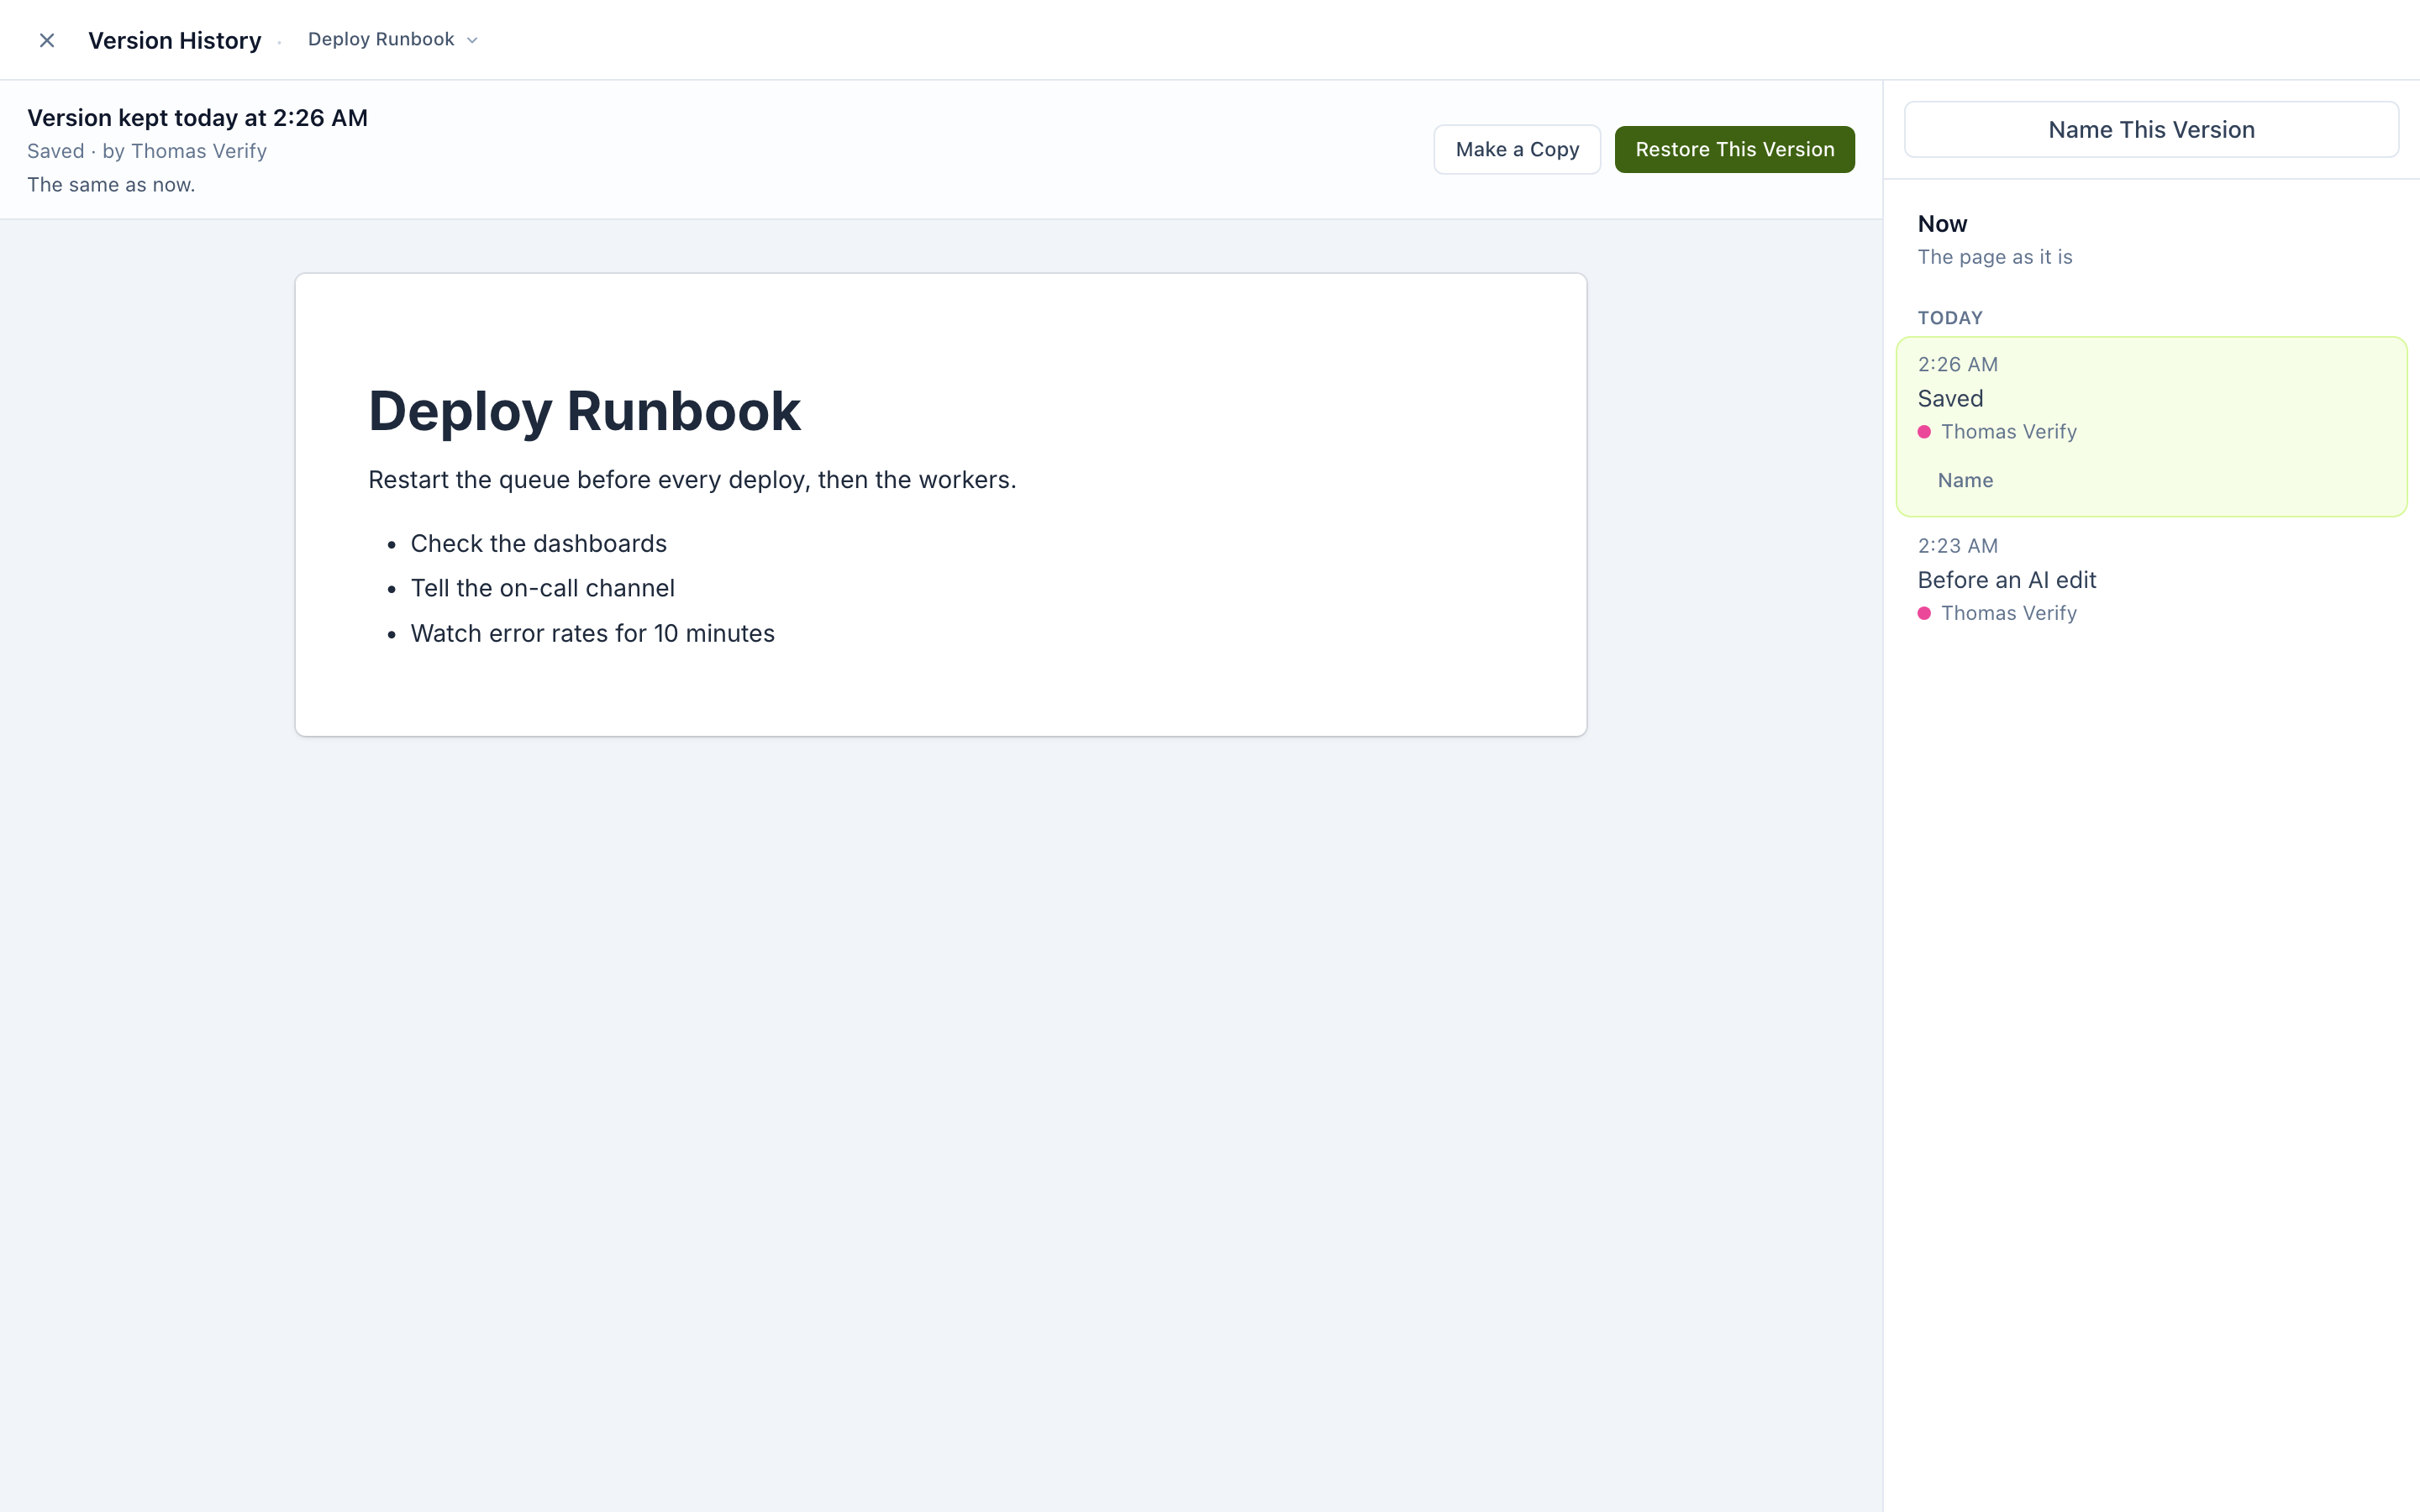 Version History · Deploy Runbook
Version kept today at 2:26 AM
Saved · by Thomas Verify
The same as now.
Make a Copy
Restore This Version
Deploy Runbook
Restart the queue before every deploy, then the workers.
• Check the dashboards
• Tell the on-call channel
• Watch error rates for 10 minutes
Name This Version
Now
The page as it is
TODAY
2:26 AM
Saved
Thomas Verify
Name
2:23 AM
Before an AI edit
Thomas Verify